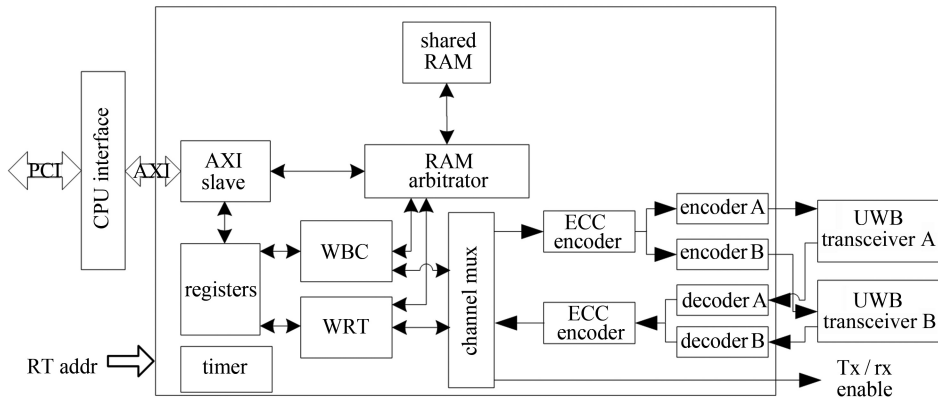 shared
RAM
CPU interface
PCI
AXI
AXI
slave
RAM
arbitrator
registers
WBC
WRT
timer
RT addr
channel mux
ECC
encoder
ECC
encoder
encoder A
encoder B
decoder A
decoder B
UWB
transceiver A
UWB
transceiver B
Tx / rx
enable